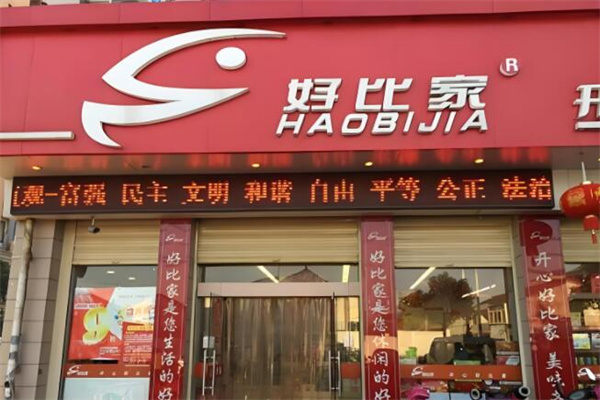 好比家
®
HAOBIJIA
观-富强 民主 文明 和谐 自由 平等 公正 法治
好比家是您生活的好
好比家是您休闲的好
开心好比家 美味